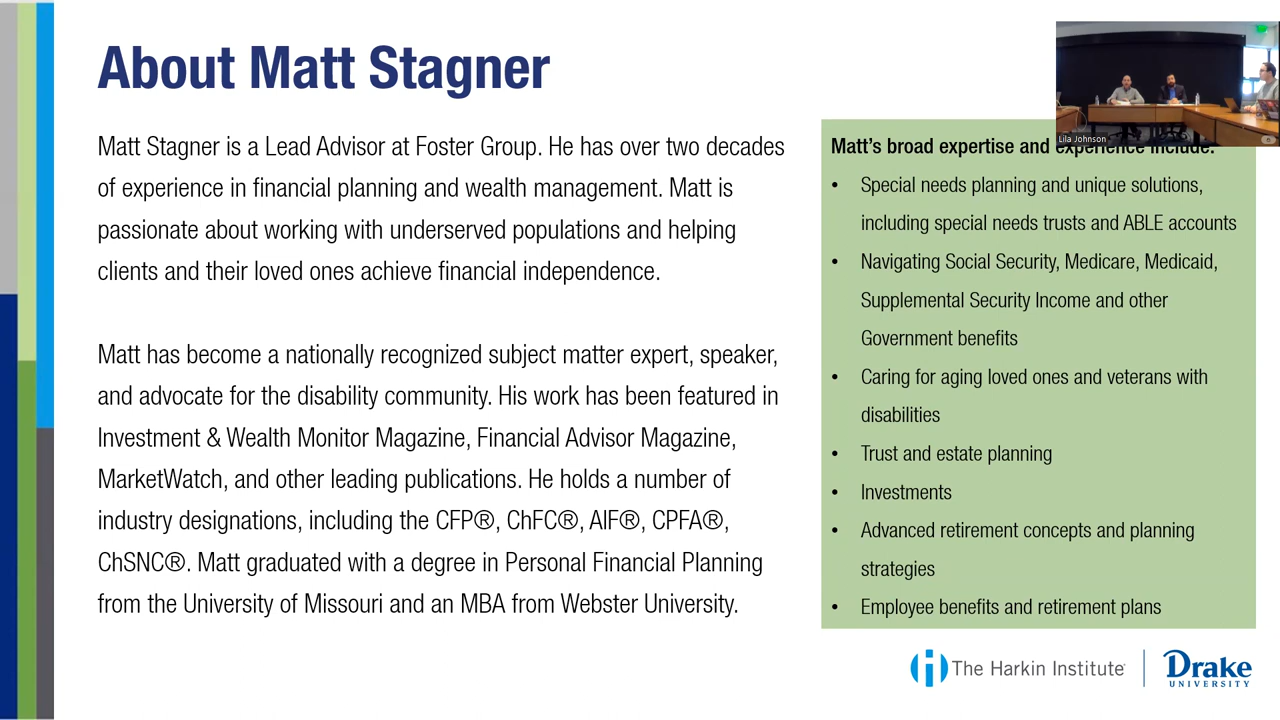 About Matt Stagner
Matt Stagner is a Lead Advisor at Foster Group. He has over two decades
of experience in financial planning and wealth management. Matt is
passionate about working with underserved populations and helping
clients and their loved ones achieve financial independence.
Matt has become a nationally recognized subject matter expert, speaker,
and advocate for the disability community. His work has been featured in
Investment & Wealth Monitor Magazine, Financial Advisor Magazine,
MarketWatch, and other leading publications. He holds a number of
industry designations, including the CFP®, ChFC®, AIF®, CPFA®,
ChSNC®. Matt graduated with a degree in Personal Financial Planning
from the University of Missouri and an MBA from Webster University.
Lila Johnson
Matt's broad expertise and experience include:
• Special needs planning and unique solutions,
including special needs trusts and ABLE accounts
• Navigating Social Security, Medicare, Medicaid,
Supplemental Security Income and other
Government benefits
• Caring for aging loved ones and veterans with
disabilities
• Trust and estate planning
• Investments
• Advanced retirement concepts and planning
strategies
• Employee benefits and retirement plans
The Harkin Institute
Drake
UNIVERSITY